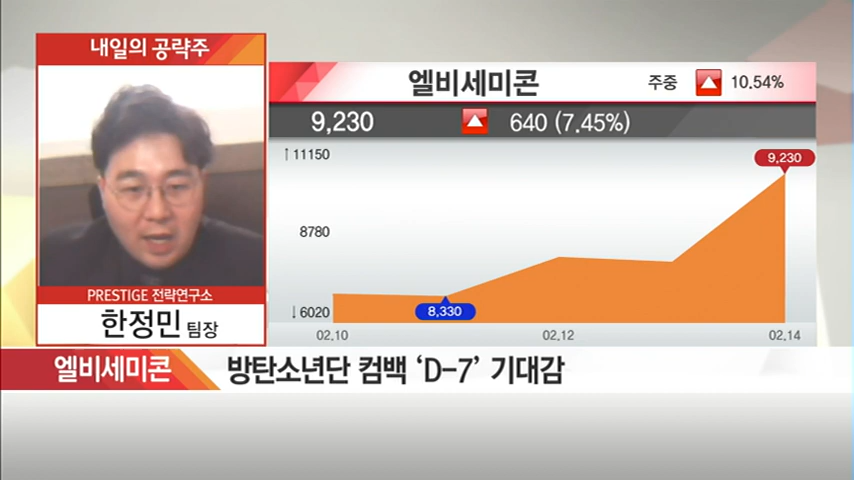 내일의 공략주
PRESTIGE 전략연구소
한정민 팀장
엘비세미콘
주중 ▲ 10.54%
9,230 ▲ 640 (7.45%)
↑11150
8780
↓6020
9,230
8,330
02.10 02.12 02.14
엘비세미콘
방탄소년단 컴백 ‘D-7’ 기대감